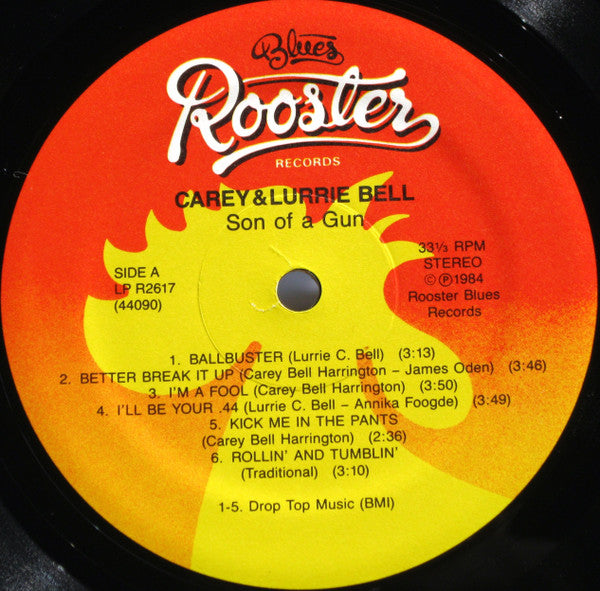 Blues
Rooster
RECORDS
CAREY & LURRIE BELL
Son of a Gun
SIDE A
LP R2617
(44090)
33⅓ RPM
STEREO
© ℗ 1984
Rooster Blues
Records
1. BALLBUSTER (Lurrie C. Bell) (3:13)
2. BETTER BREAK IT UP (Carey Bell Harrington – James Oden) (3:46)
3. I'M A FOOL (Carey Bell Harrington) (3:50)
4. I'LL BE YOUR .44 (Lurrie C. Bell – Annika Foogde) (3:49)
5. KICK ME IN THE PANTS
(Carey Bell Harrington) (2:36)
6. ROLLIN' AND TUMBLIN'
(Traditional) (3:10)
1-5. Drop Top Music (BMI)